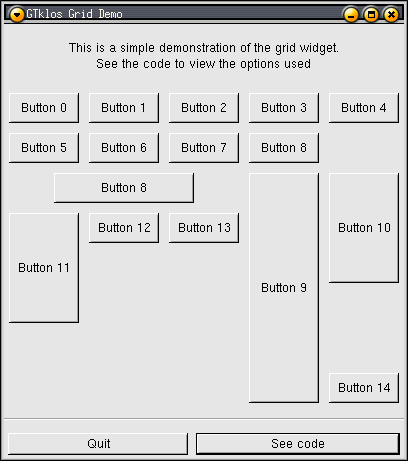 GTklos Grid Demo
This is a simple demonstration of the grid widget.
See the code to view the options used
Button 0
Button 1
Button 2
Button 3
Button 4
Button 5
Button 6
Button 7
Button 8
Button 8
Button 9
Button 10
Button 11
Button 12
Button 13
Button 14
Quit
See code